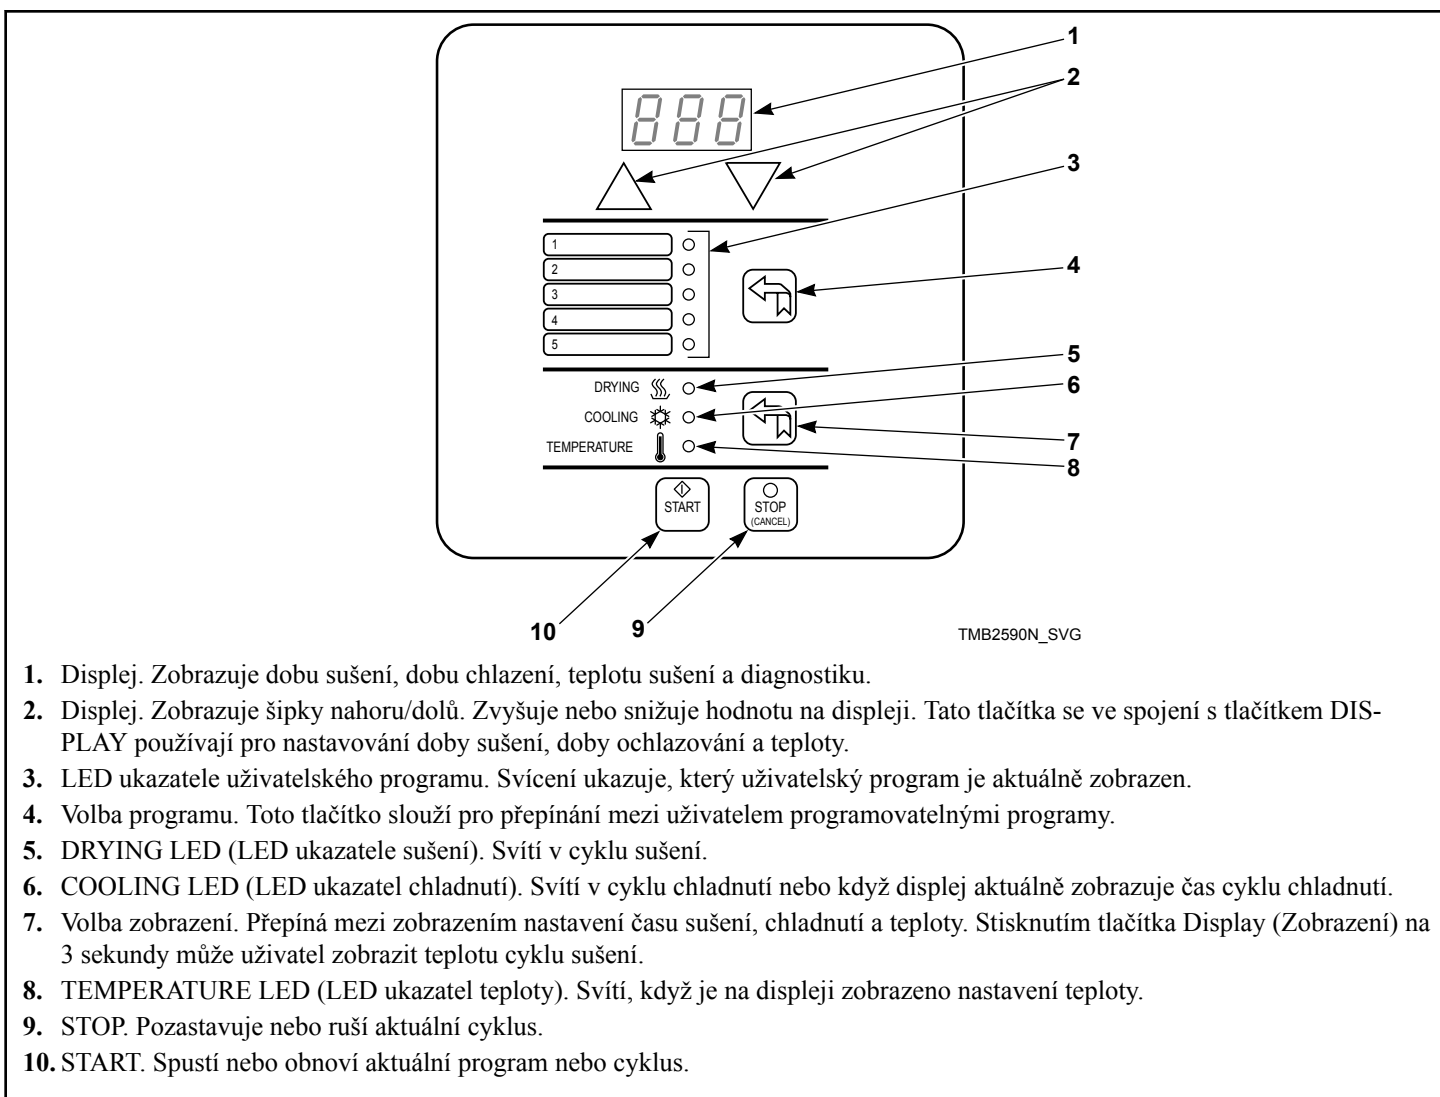 1
2
888
3
1
2
4
3
4
5
5
DRYING
6
COOLING
7
TEMPERATURE
8
START
STOP
(CANCEL)
10
9
TMB2590N_SVG
1. Displej. Zobrazuje dobu sušení, dobu chlazení, teplotu sušení a diagnostiku.
2. Displej. Zobrazuje šipky nahoru/dolů. Zvyšuje nebo snižuje hodnotu na displeji. Tato tlačítka se ve spojení s tlačítkem DIS-
PLAY používají pro nastavování doby sušení, doby ochlazování a teploty.
3. LED ukazatele uživatelského programu. Svícení ukazuje, který uživatelský program je aktuálně zobrazen.
4. Volba programu. Toto tlačítko slouží pro přepínání mezi uživatelem programovatelnými programy.
5. DRYING LED (LED ukazatele sušení). Svítí v cyklu sušení.
6. COOLING LED (LED ukazatel chladnutí). Svítí v cyklu chladnutí nebo když displej aktuálně zobrazuje čas cyklu chladnutí.
7. Volba zobrazení. Přepíná mezi zobrazením nastavení času sušení, chladnutí a teploty. Stisknutím tlačítka Display (Zobrazení) na
3 sekundy může uživatel zobrazit teplotu cyklu sušení.
8. TEMPERATURE LED (LED ukazatel teploty). Svítí, když je na displeji zobrazeno nastavení teploty.
9. STOP. Pozastavuje nebo ruší aktuální cyklus.
10. START. Spustí nebo obnoví aktuální program nebo cyklus.